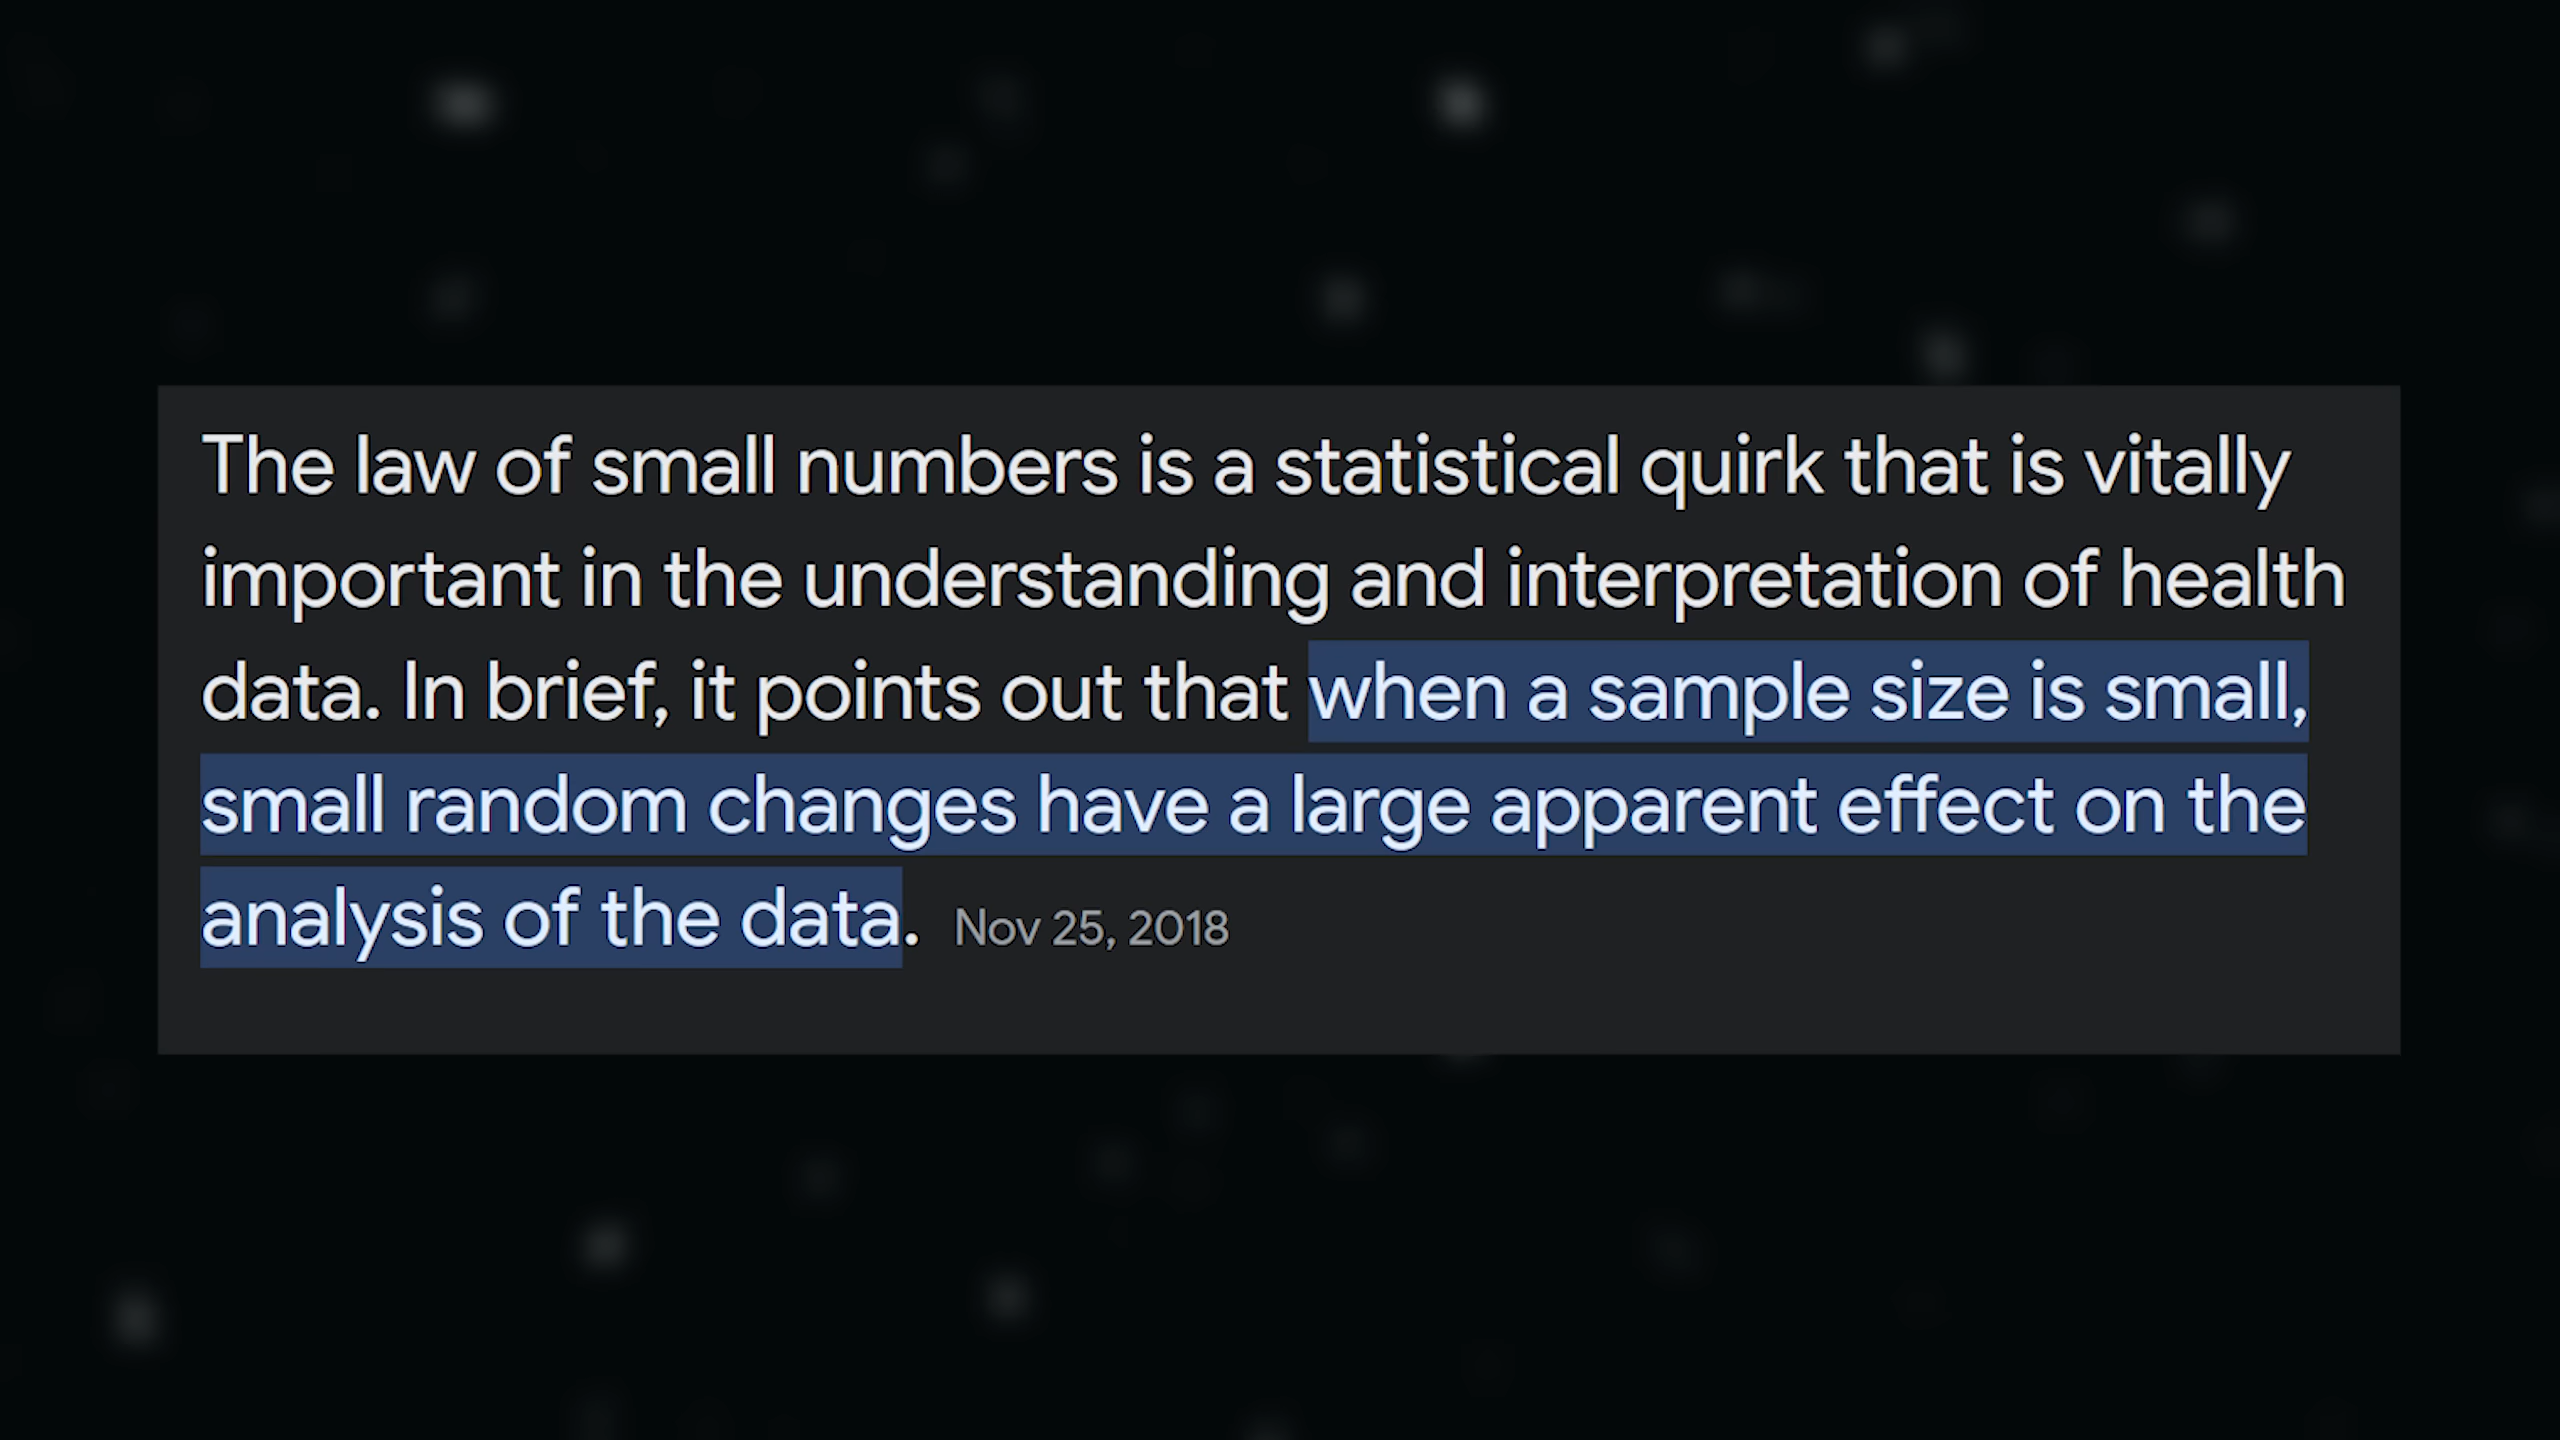 The law of small numbers is a statistical quirk that is vitally
important in the understanding and interpretation of health
data. In brief, it points out that when a sample size is small,
small random changes have a large apparent effect on the
analysis of the data. Nov 25, 2018